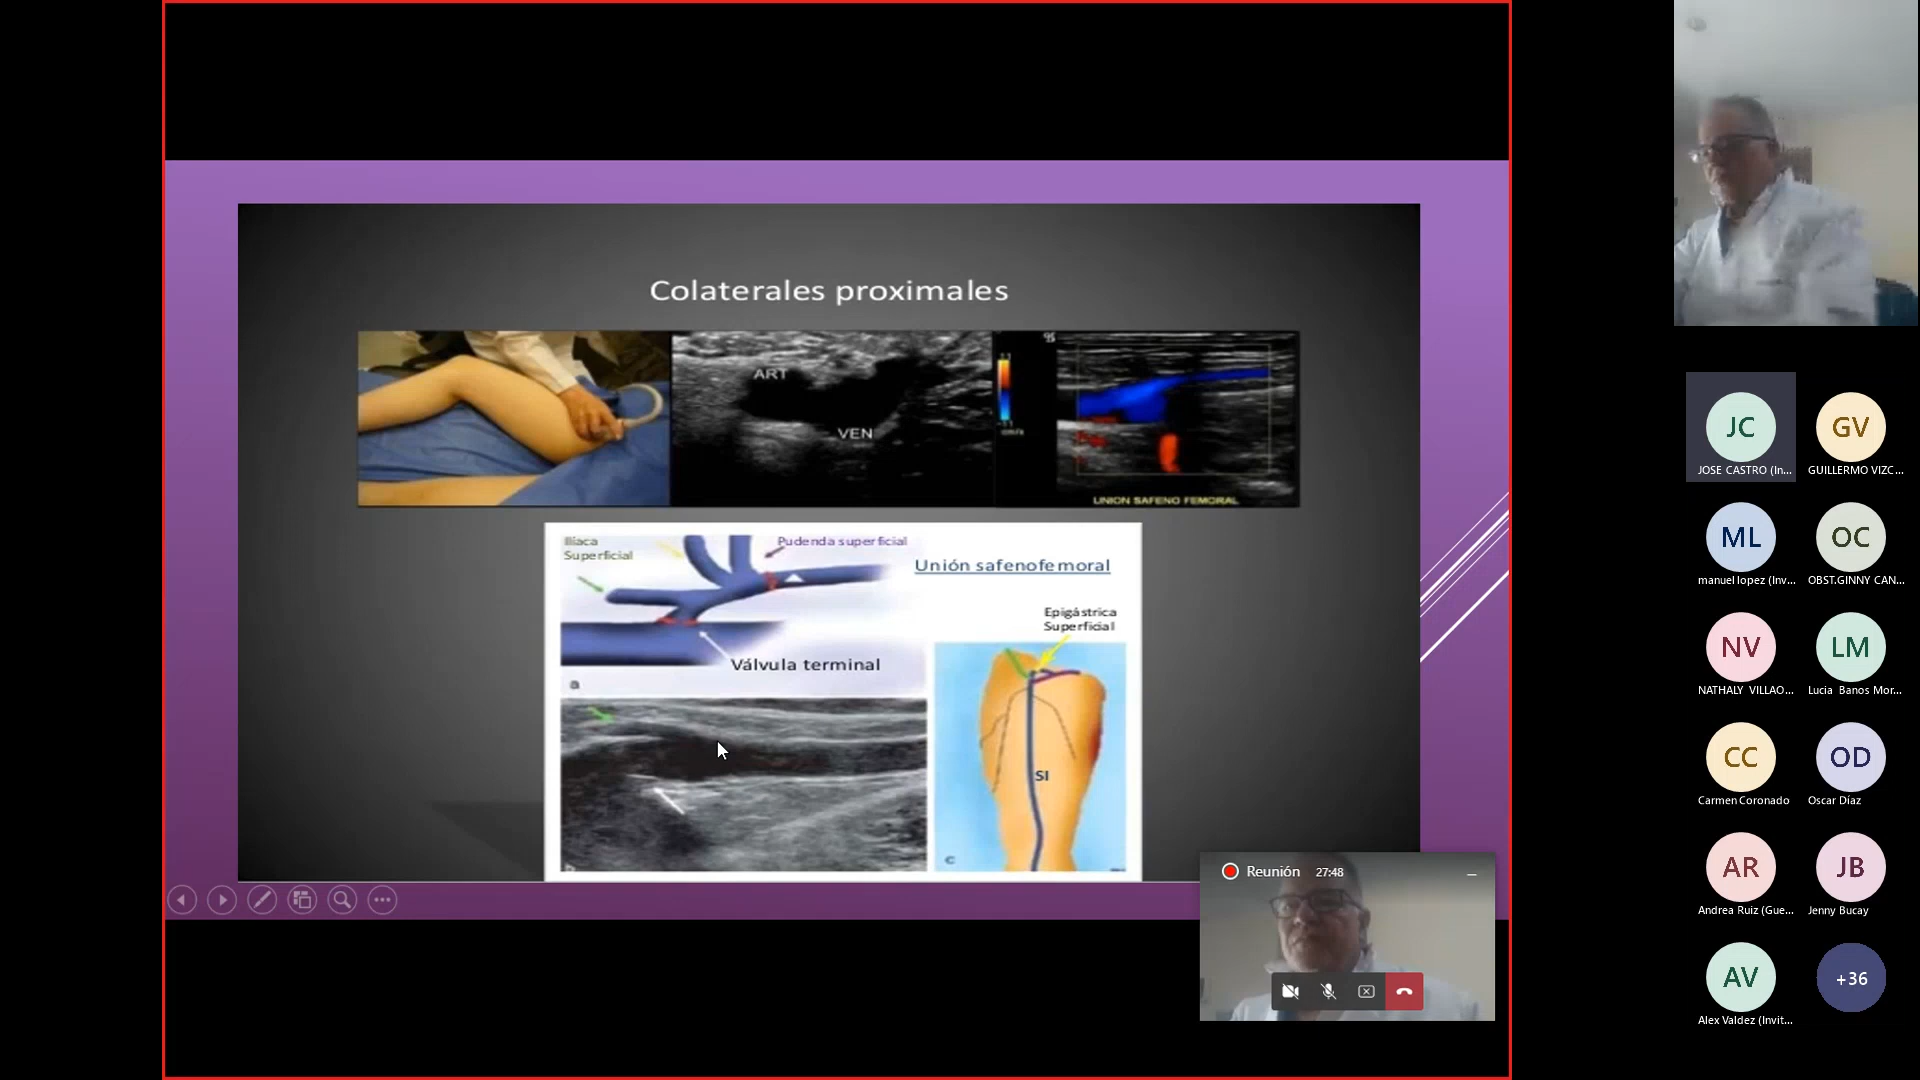 Colaterales proximales
ART
VEN
UNION SAFENO FEMORAL
Ilíaca
Superficial
Pudenda superficial
Unión safenofemoral
Epigástrica
Superficial
Válvula terminal
a
SI
c
Reunión 27:48
JC
JOSE CASTRO (In...
GV
GUILLERMO VIZC...
ML
manuel lopez (Inv...
OC
OBST.GINNY CAN...
NV
NATHALY VILLAO...
LM
Lucia Banos Mor...
CC
Carmen Coronado
OD
Oscar Díaz
AR
Andrea Ruiz (Gue...
JB
Jenny Bucay
AV
Alex Valdez (Invit...
+36